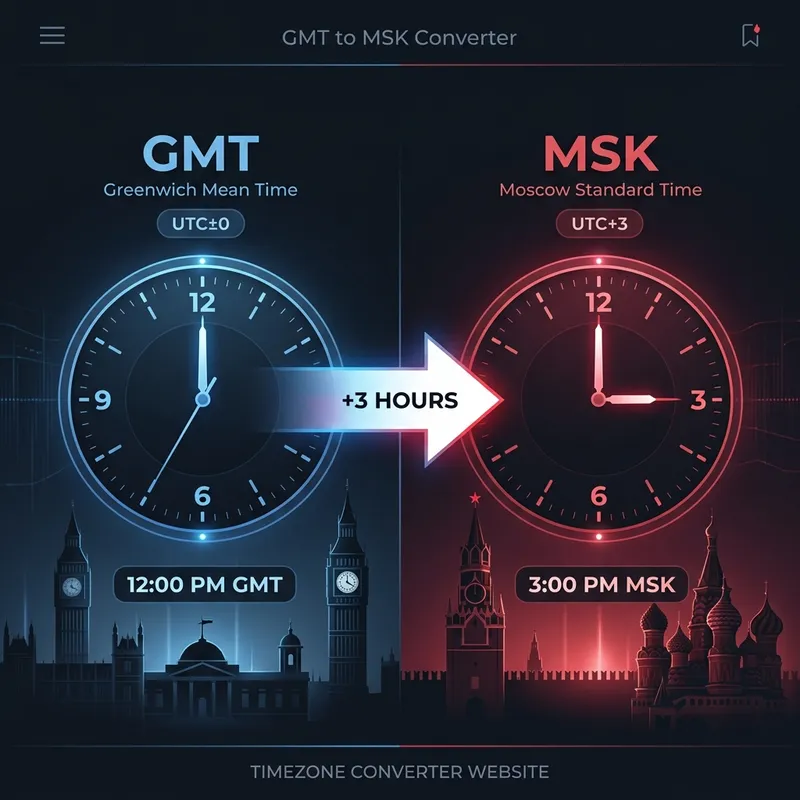 GMT to MSK Converter
GMT
Greenwich Mean Time
UTC±0
MSK
Moscow Standard Time
UTC+3
12
9
6
12
3
6
+3 HOURS
12:00 PM GMT
3:00 PM MSK
TIMEZONE CONVERTER WEBSITE